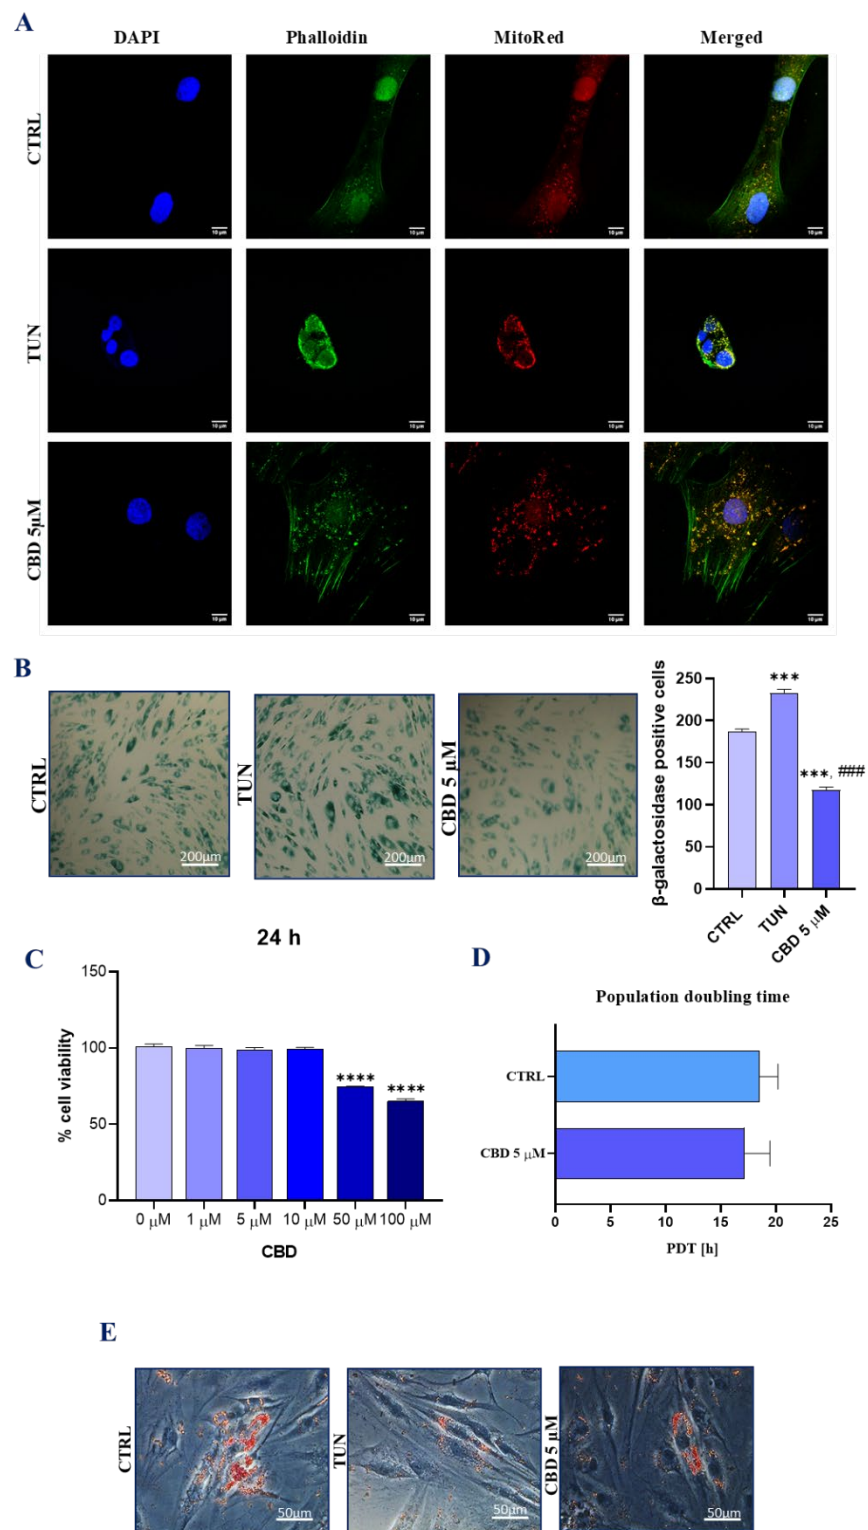 A
DAPI Phalloidin MitoRed Merged
CTRL
10 µm 10 µm 10 µm 10 µm
TUN
10 µm 10 µm 10 µm 10 µm
CBD 5µM
10 µm 10 µm 10 µm 10 µm
B
CTRL
200µm
TUN
200µm
CBD 5 µM
200µm
β-galactosidase positive cells
250
200
150
100
50
0
***
***, ###
CTRL
TUN
CBD 5 µM
C
24 h
% cell viability
150
100
50
0
**** ****
0 µM 1 µM 5 µM 10 µM 50 µM 100 µM
CBD
D
Population doubling time
CTRL
CBD 5 µM
0 5 10 15 20 25
PDT [h]
E
CTRL
50µm
TUN
50µm
CBD 5 µM
50µm